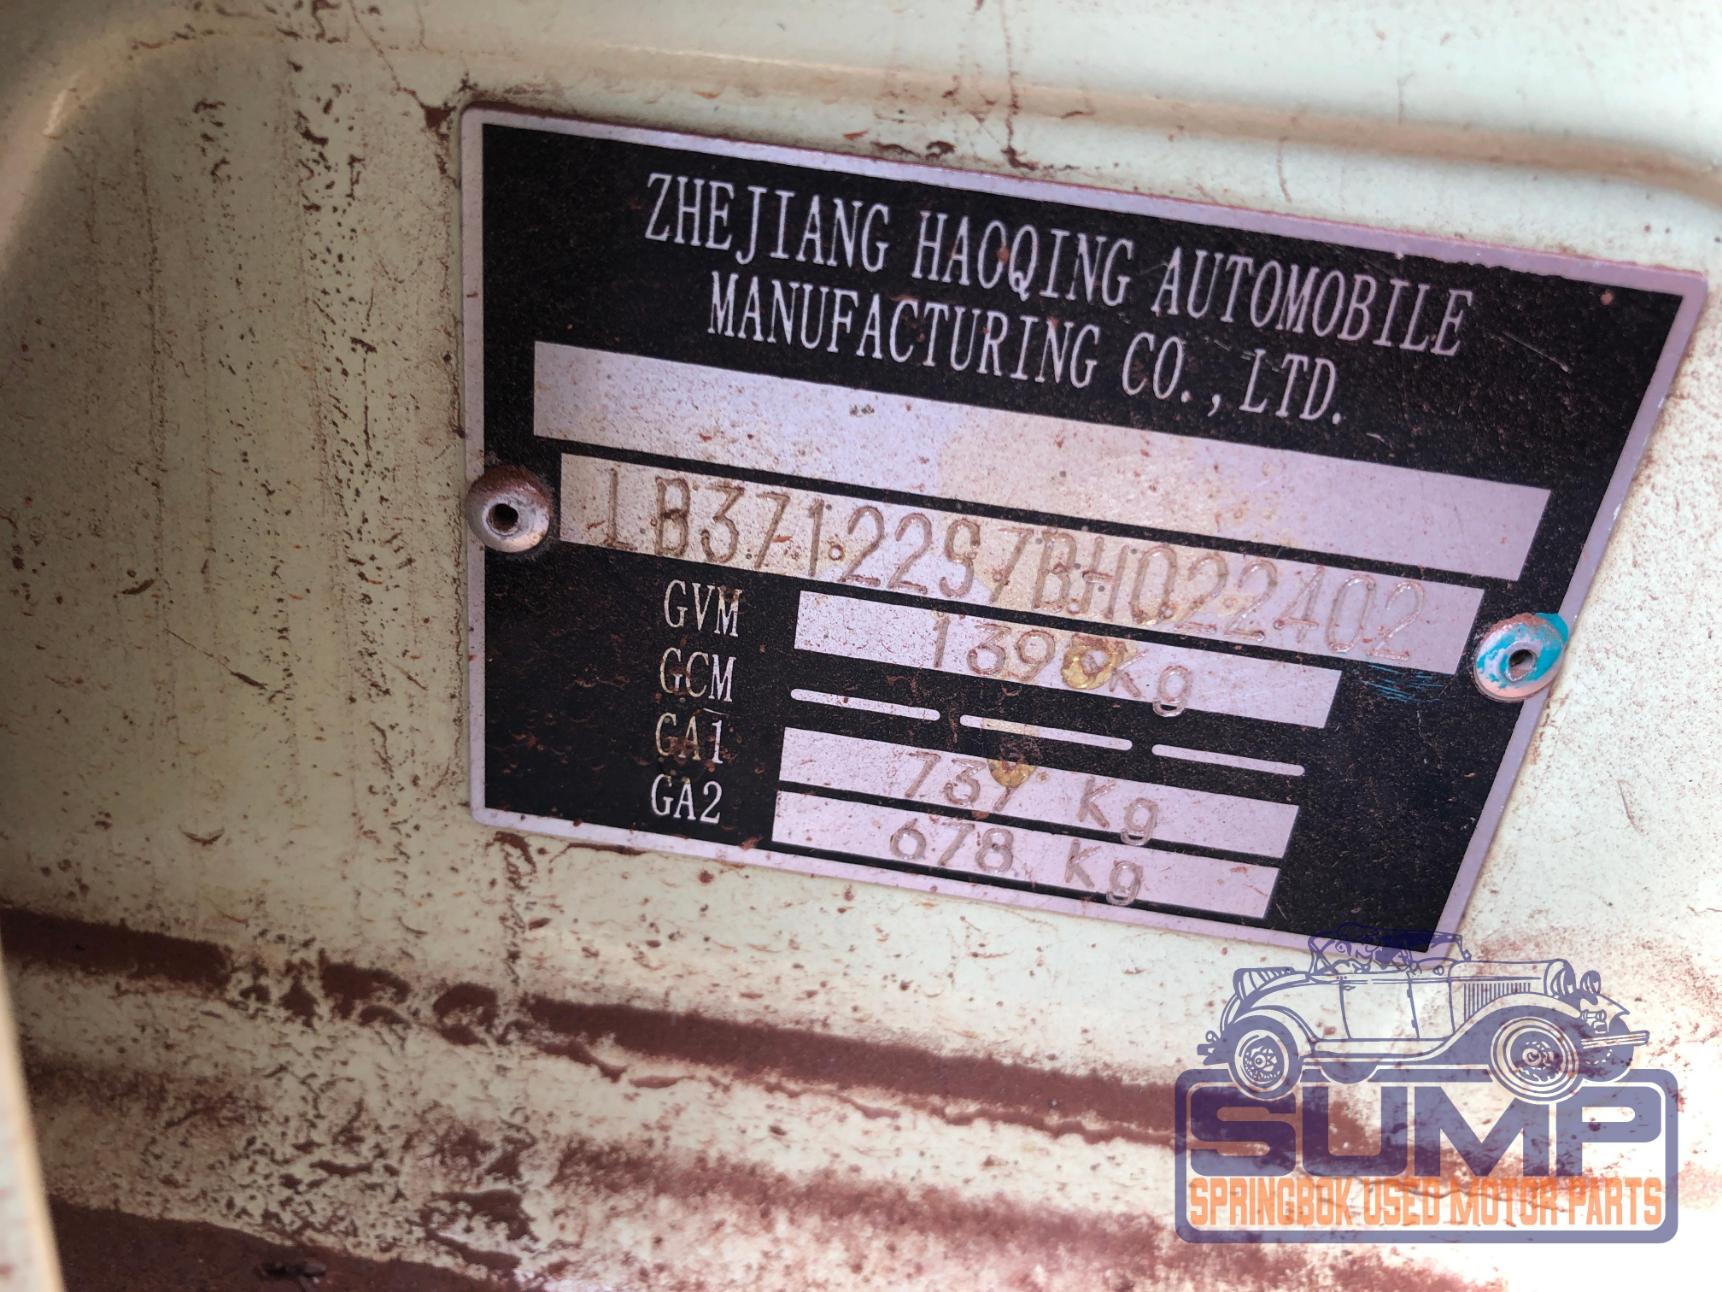 ZHEJIANG HAOQING AUTOMOBILE
MANUFACTURING CO.,LTD.
LB37122S7BH022402
GVM
GCM
GA1 737 Kg
GA2 678 Kg
SUMP
SPRINGBOK USED MOTOR PARTS